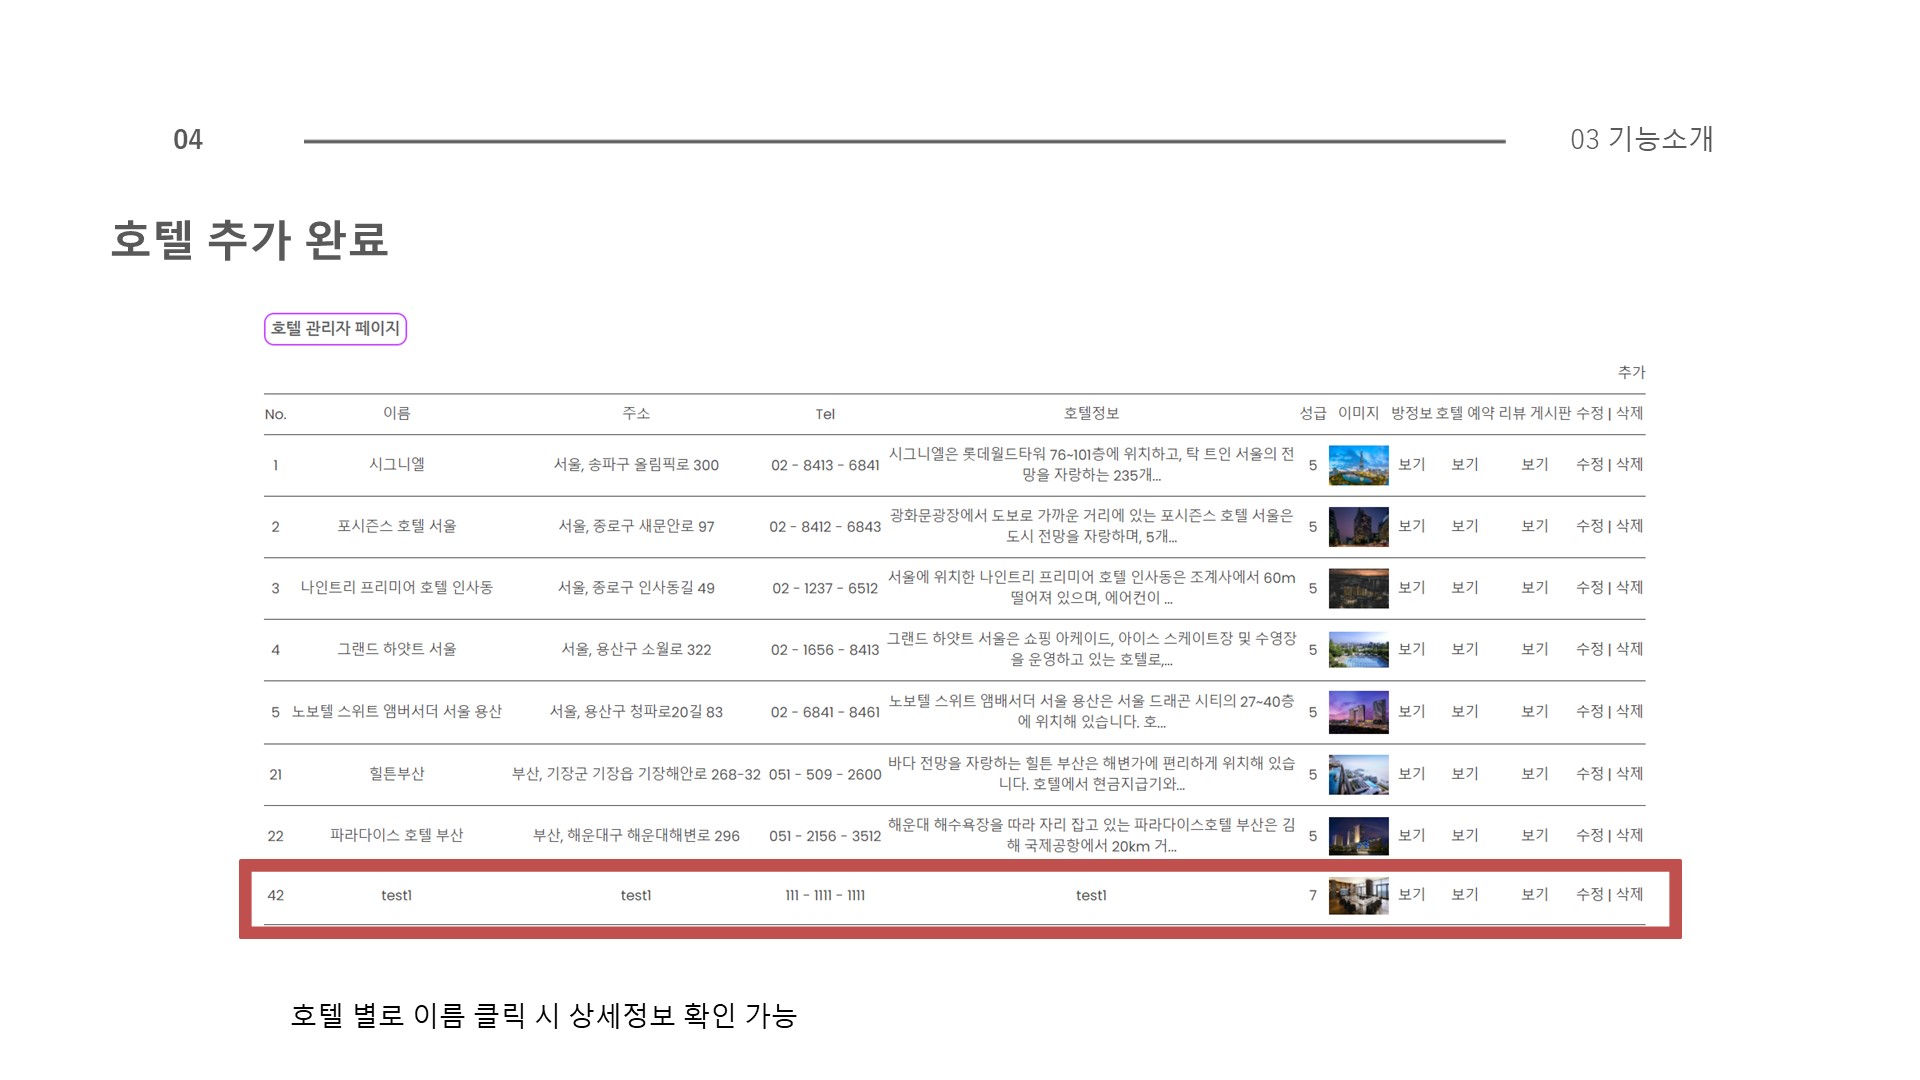 04
03 기능소개
호텔 추가 완료
호텔 관리자 페이지
추가
No. 이름 주소 Tel 호텔정보 성급 이미지 방정보 호텔 예약 리뷰 게시판 수정 | 삭제
1 시그니엘 서울, 송파구 올림픽로 300 02 - 8413 - 6841 시그니엘은 롯데월드타워 76~101층에 위치하고, 탁 트인 서울의 전
망을 자랑하는 235개... 5 보기 보기 보기 수정 | 삭제
2 포시즌스 호텔 서울 서울, 종로구 새문안로 97 02 - 8412 - 6843 광화문광장에서 도보로 가까운 거리에 있는 포시즌스 호텔 서울은
도시 전망을 자랑하며, 5개... 5 보기 보기 보기 수정 | 삭제
3 나인트리 프리미어 호텔 인사동 서울, 종로구 인사동길 49 02 - 1237 - 6512 서울에 위치한 나인트리 프리미어 호텔 인사동은 조계사에서 60m
떨어져 있으며, 에어컨이 ... 5 보기 보기 보기 수정 | 삭제
4 그랜드 하얏트 서울 서울, 용산구 소월로 322 02 - 1656 - 8413 그랜드 하얏트 서울은 쇼핑 아케이드, 아이스 스케이트장 및 수영장
을 운영하고 있는 호텔로,... 5 보기 보기 보기 수정 | 삭제
5 노보텔 스위트 앰버서더 서울 용산 서울, 용산구 청파로20길 83 02 - 6841 - 8461 노보텔 스위트 앰배서더 서울 용산은 서울 드래곤 시티의 27~40층
에 위치해 있습니다. 호... 5 보기 보기 보기 수정 | 삭제
21 힐튼부산 부산, 기장군 기장읍 기장해안로 268-32 051 - 509 - 2600 바다 전망을 자랑하는 힐튼 부산은 해변가에 편리하게 위치해 있습
니다. 호텔에서 현금지급기와... 5 보기 보기 보기 수정 | 삭제
22 파라다이스 호텔 부산 부산, 해운대구 해운대해변로 296 051 - 2156 - 3512 해운대 해수욕장을 따라 자리 잡고 있는 파라다이스호텔 부산은 김
해 국제공항에서 20km 거... 5 보기 보기 보기 수정 | 삭제
42 test1 test1 111 - 1111 - 1111 test1 7 보기 보기 보기 수정 | 삭제
호텔 별로 이름 클릭 시 상세정보 확인 가능